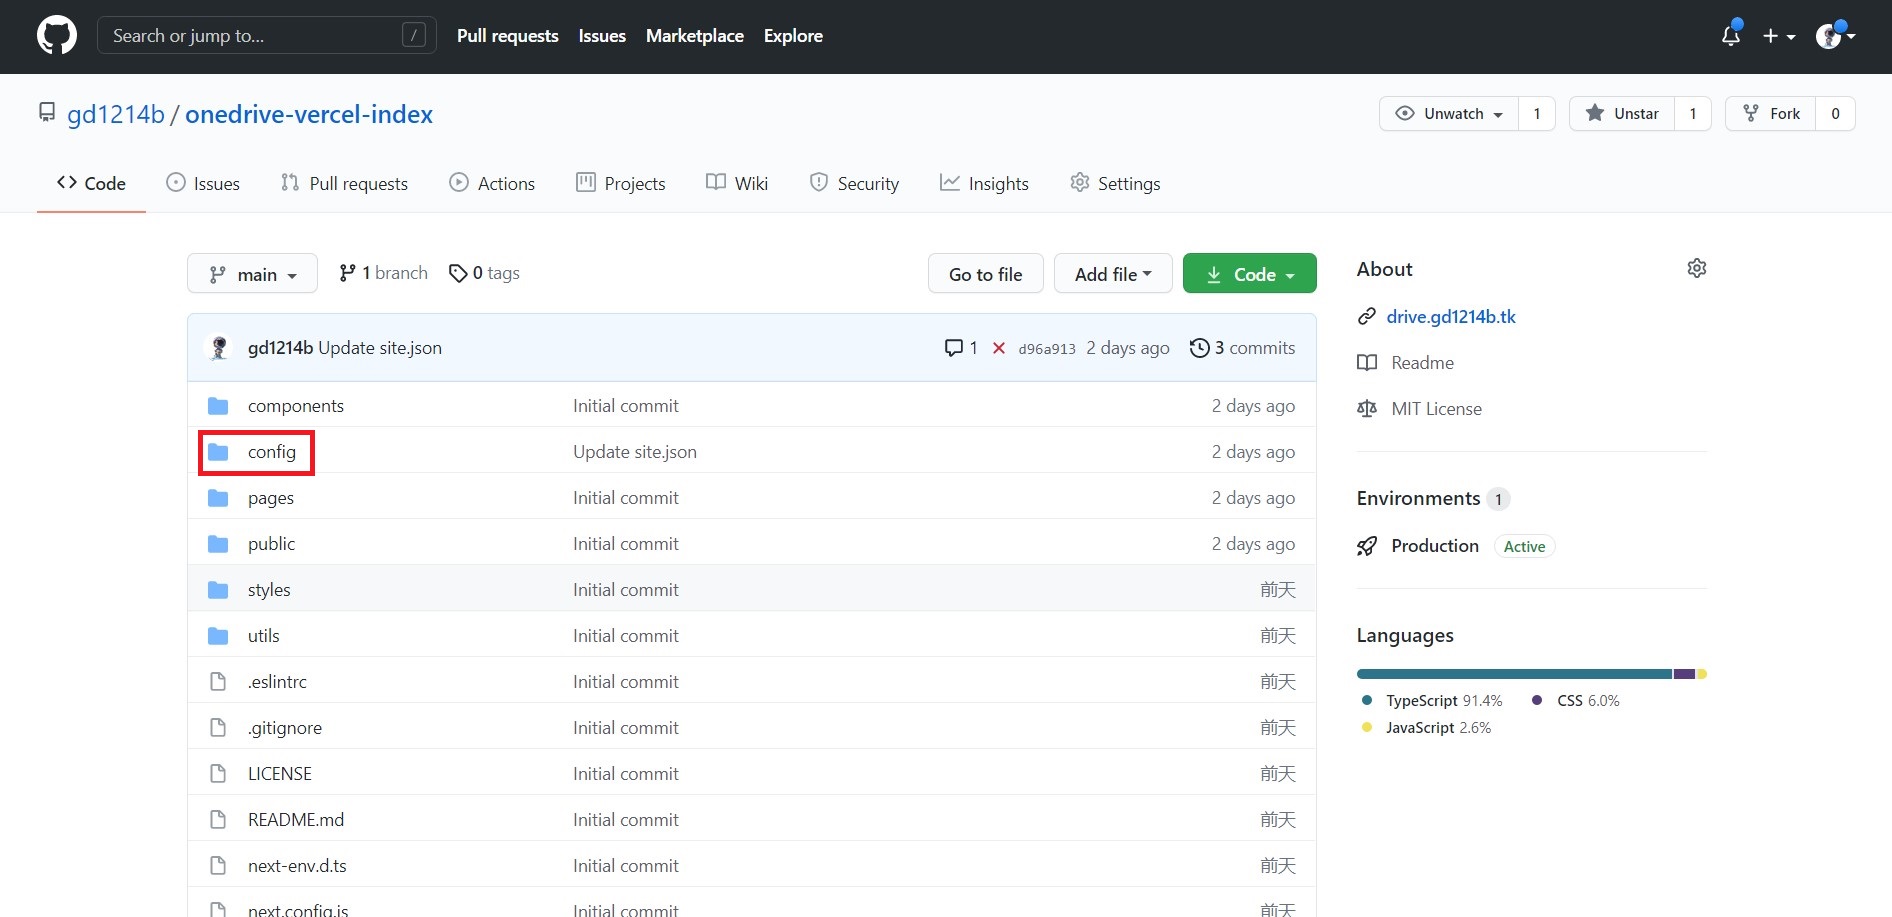 Search or jump to... /
Pull requests Issues Marketplace Explore
gd1214b / onedrive-vercel-index
Unwatch 1 Unstar 1 Fork 0
Code Issues Pull requests Actions Projects Wiki Security Insights Settings
main 1 branch 0 tags
Go to file Add file Code
gd1214b Update site.json 1 d96a913 2 days ago 3 commits
components Initial commit 2 days ago
config Update site.json 2 days ago
pages Initial commit 2 days ago
public Initial commit 2 days ago
styles Initial commit 前天
utils Initial commit 前天
.eslintrc Initial commit 前天
.gitignore Initial commit 前天
LICENSE Initial commit 前天
README.md Initial commit 前天
next-env.d.ts Initial commit 前天
next.config.js Initial commit 前天
About
drive.gd1214b.tk
Readme
MIT License
Environments 1
Production Active
Languages
TypeScript 91.4% CSS 6.0%
JavaScript 2.6%